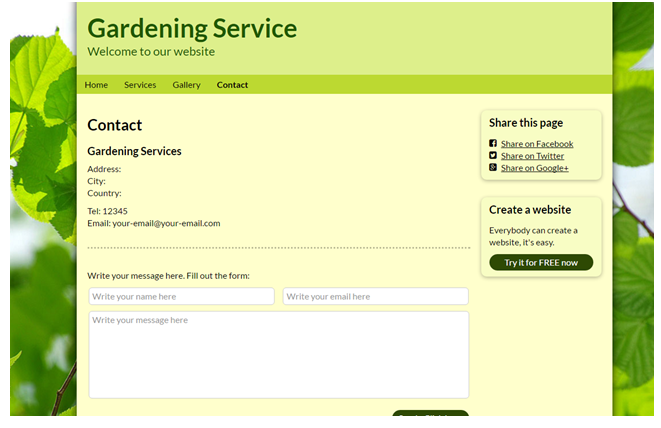 Gardening Service
Welcome to our website
Home Services Gallery Contact
Contact
Gardening Services
Address:
City:
Country:
Tel: 12345
Email: your-email@your-email.com
Write your message here. Fill out the form:
Write your name here Write your email here
Write your message here
Share this page
Share on Facebook
Share on Twitter
Share on Google+
Create a website
Everybody can create a
website, it's easy.
Try it for FREE now